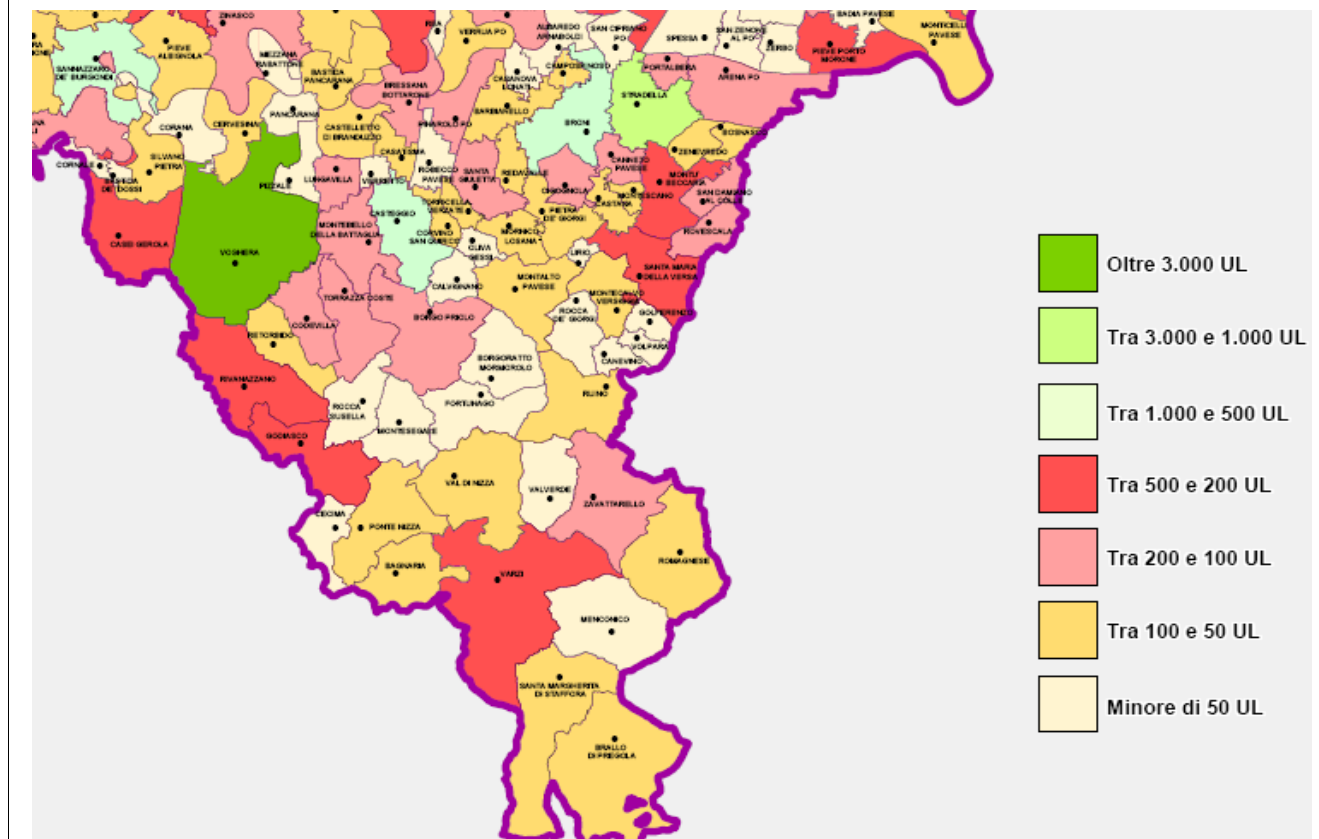 ZINASCO
REA
VERRUA PO
ALBAREDO
ARNABOLDI
SAN CIPRIANO
PO
SPESSA
SAN ZENONE
AL PO
ZERBO
BADIA PAVESE
PIEVE PORTO
MORONE
MONTICELLI
PAVESE
PIEVE
ALBIGNOLA
SANNAZZARO
DE' BURGONDI
MEZZANA
RABATTONE
BASTIDA
PANCARANA
CASANOVA
LONATI
CAMPOSPINOSO
PORTALBERA
ARENA PO
BRESSANA
BOTTARONE
STRADELLA
BARBIANELLO
PANCARANA
CORANA
CERVESINA
CASTELLETTO
DI BRANDUZZO
PINAROLO PO
BRONI
BOSNASCO
ZENEVREDO
SILVANO
PIETRA
CORNALE
BASTIDA
DE' DOSSI
CASATISMA
ROBECCO
PAVESE
SANTA
GIULETTA
REDAVALLE
CANNETO
PAVESE
MONTU'
BECCARIA
PIZZALE
LUNGAVILLA
VERRETTO
CIGOGNOLA
CASTANA
MONTESCANO
SAN DAMIANO
AL COLLE
CASTEGGIO
TORRICELLA
VERZATE
PIETRA
DE' GIORGI
ROVESCALA
MONTEBELLO
DELLA BATTAGLIA
CORVINO
SAN QUIRICO
MORNICO
LOSANA
OLIVA
GESSI
LIRIO
CASEI GEROLA
VOGHERA
SANTA MARIA
DELLA VERSA
CALVIGNANO
MONTALTO
PAVESE
MONTECALVO
VERSIGGIA
TORRAZZA COSTE
BORGO PRIOLO
ROCCA
DE' GIORGI
GOLFERENZO
CODEVILLA
RETORBIDO
VOLPARA
CANEVINO
BORGORATTO
MORMOROLO
RIVANAZZANO
RUINO
FORTUNAGO
ROCCA
SUSELLA
MONTESEGALE
GODIASCO
VAL DI NIZZA
VALVERDE
ZAVATTARELLO
CECIMA
PONTE NIZZA
BAGNARIA
VARZI
ROMAGNESE
MENCONICO
SANTA MARGHERITA
DI STAFFORA
BRALLO
DI PREGOLA
Oltre 3.000 UL
Tra 3.000 e 1.000 UL
Tra 1.000 e 500 UL
Tra 500 e 200 UL
Tra 200 e 100 UL
Tra 100 e 50 UL
Minore di 50 UL